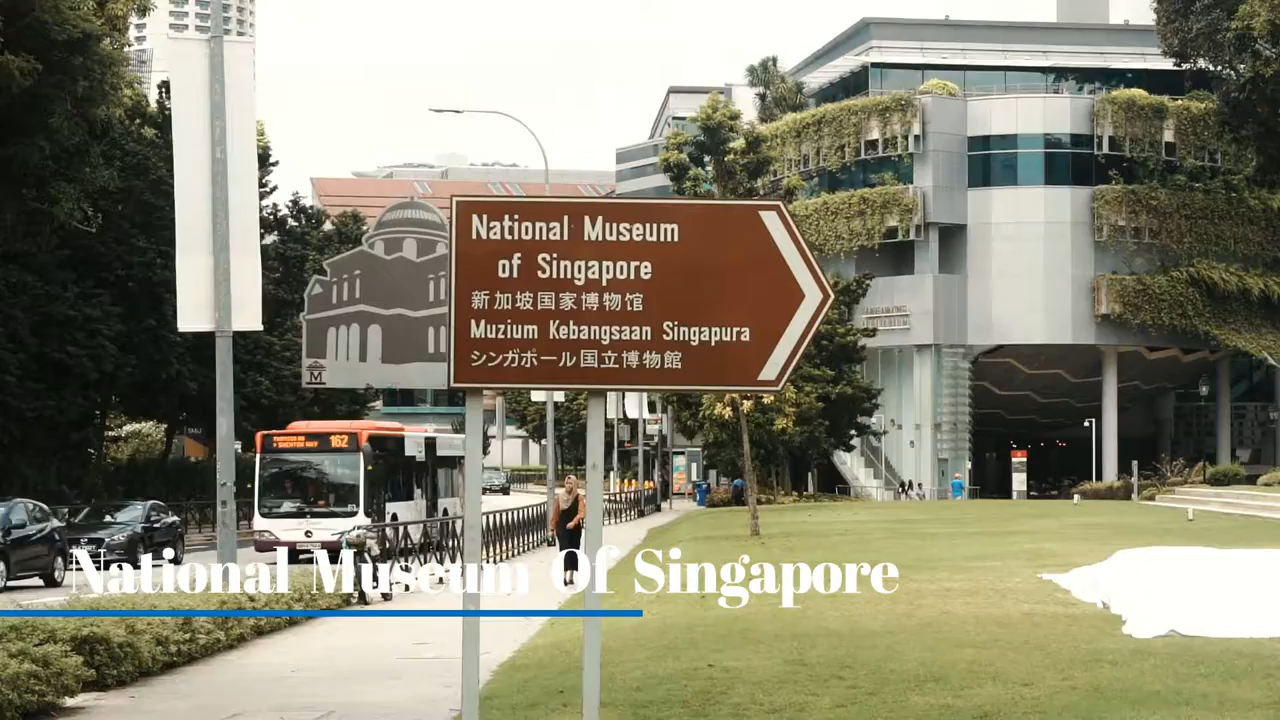 National Museum
of Singapore
新加坡国家博物馆
Muzium Kebangsaan Singapura
シンガポール国立博物館
162
SMU
National Museum Of Singapore